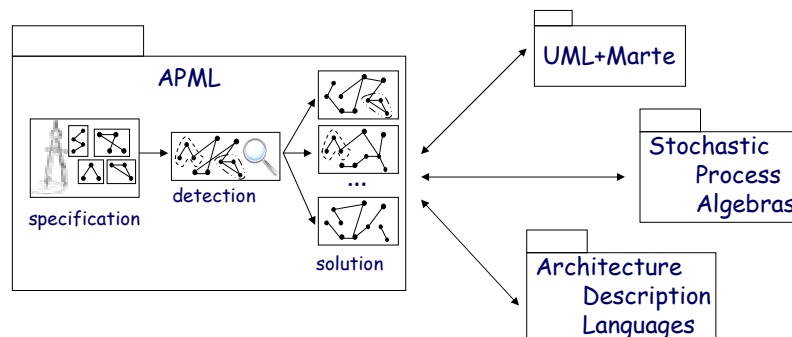 APML
specification
detection
...
solution
UML+Marte
Stochastic
Process
Algebras
Architecture
Description
Languages